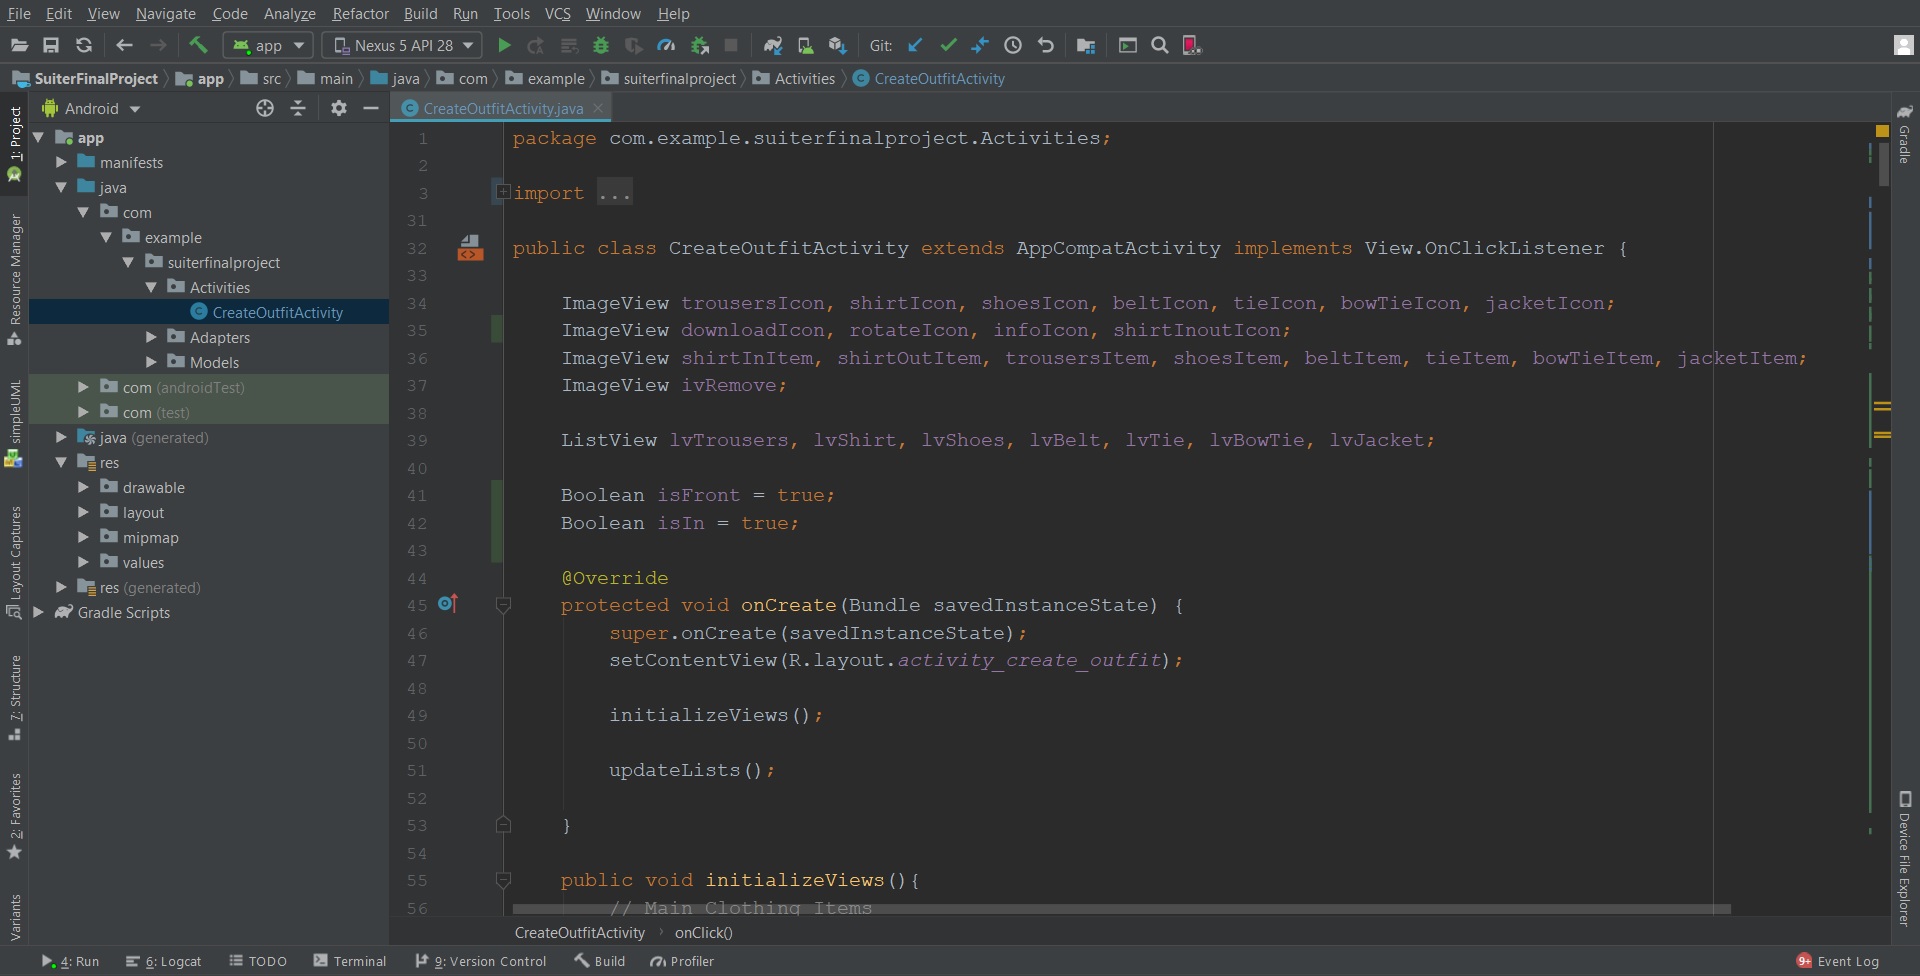 File Edit View Navigate Code Analyze Refactor Build Run Tools VCS Window Help
app Nexus 5 API 28 Git:
SuiterFinalProject app src main java com example suiterfinalproject Activities CreateOutfitActivity
1: Project
Resource Manager
simpleUML
Layout Captures
7: Structure
2: Favorites
Variants
Android
app
manifests
java
com
example
suiterfinalproject
Activities
CreateOutfitActivity
Adapters
Models
com (androidTest)
com (test)
java (generated)
res
drawable
layout
mipmap
values
res (generated)
Gradle Scripts
CreateOutfitActivity.java
1 package com.example.suiterfinalproject.Activities;
2
3 import ...
31
32 public class CreateOutfitActivity extends AppCompatActivity implements View.OnClickListener {
33
34 ImageView trousersIcon, shirtIcon, shoesIcon, beltIcon, tieIcon, bowTieIcon, jacketIcon;
35 ImageView downloadIcon, rotateIcon, infoIcon, shirtInoutIcon;
36 ImageView shirtInItem, shirtOutItem, trousersItem, shoesItem, beltItem, tieItem, bowTieItem, jacketItem;
37 ImageView ivRemove;
38
39 ListView lvTrousers, lvShirt, lvShoes, lvBelt, lvTie, lvBowTie, lvJacket;
40
41 Boolean isFront = true;
42 Boolean isIn = true;
43
44 @Override
45 protected void onCreate(Bundle savedInstanceState) {
46 super.onCreate(savedInstanceState);
47 setContentView(R.layout.activity_create_outfit);
48
49 initializeViews();
50
51 updateLists();
52
53 }
54
55 public void initializeViews(){
56 // Main Clothing Items
CreateOutfitActivity › onClick()
Gradle
Device File Explorer
4: Run 6: Logcat TODO Terminal 9: Version Control Build Profiler 9+ Event Log